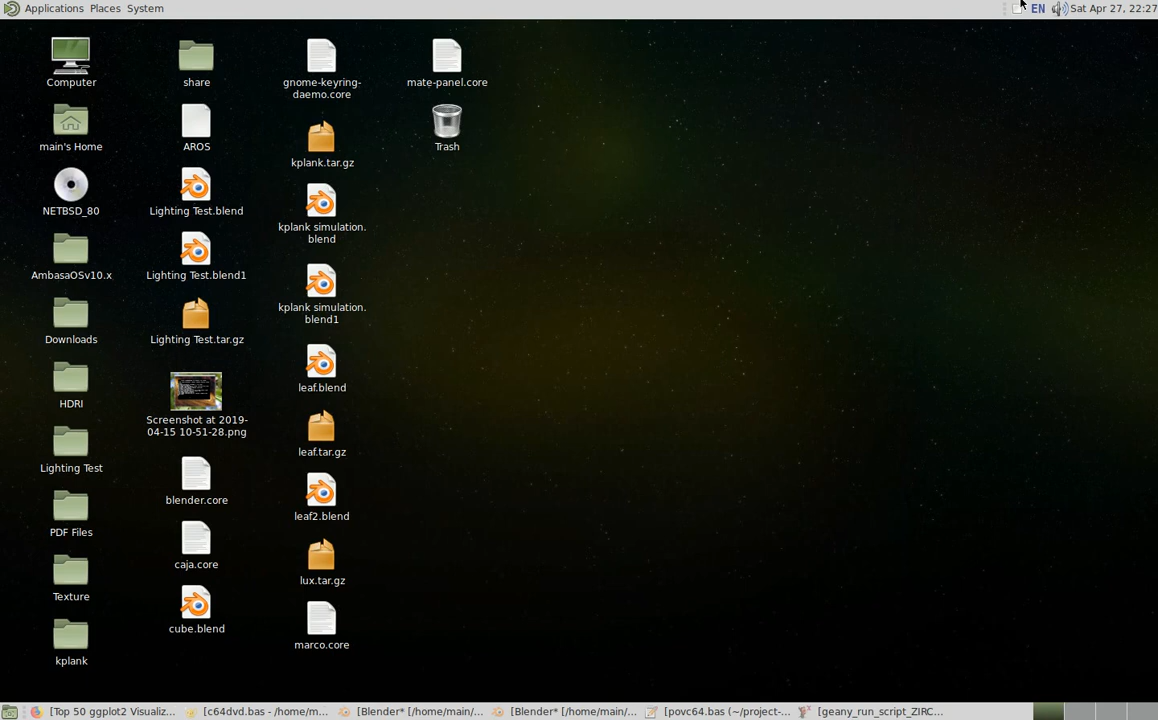 Applications Places System
EN Sat Apr 27, 22:27
Computer
main's Home
NETBSD_80
AmbasaOSv10.x
Downloads
HDRI
Lighting Test
PDF Files
Texture
kplank
share
AROS
Lighting Test.blend
Lighting Test.blend1
Lighting Test.tar.gz
Screenshot at 2019-
04-15 10-51-28.png
blender.core
caja.core
cube.blend
gnome-keyring-
daemo.core
kplank.tar.gz
kplank simulation.
blend
kplank simulation.
blend1
leaf.blend
leaf.tar.gz
leaf2.blend
lux.tar.gz
marco.core
mate-panel.core
Trash
[Top 50 ggplot2 Visualiz... [c64dvd.bas - /home/m... [Blender* [/home/main/... [Blender* [/home/main/... [povc64.bas (~/project-... [geany_run_script_ZIRC...